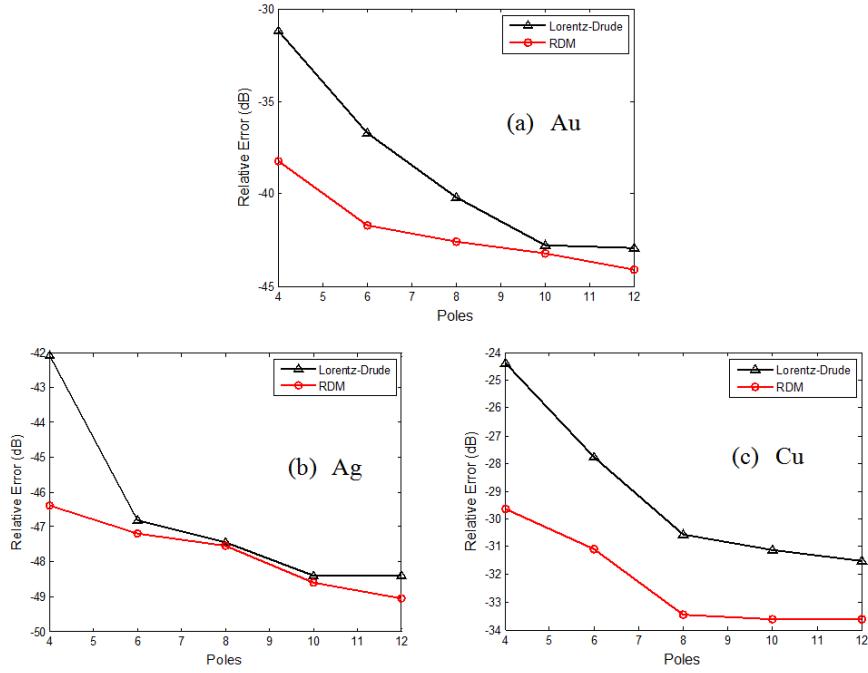 -30
-35
-40
-45
Relative Error (dB)
4 5 6 7 8 9 10 11 12
Poles
Lorentz-Drude
RDM
(a) Au
-42
-43
-44
-45
-46
-47
-48
-49
-50
Relative Error (dB)
4 5 6 7 8 9 10 11 12
Poles
Lorentz-Drude
RDM
(b) Ag
-24
-25
-26
-27
-28
-29
-30
-31
-32
-33
-34
Relative Error (dB)
4 5 6 7 8 9 10 11 12
Poles
Lorentz-Drude
RDM
(c) Cu